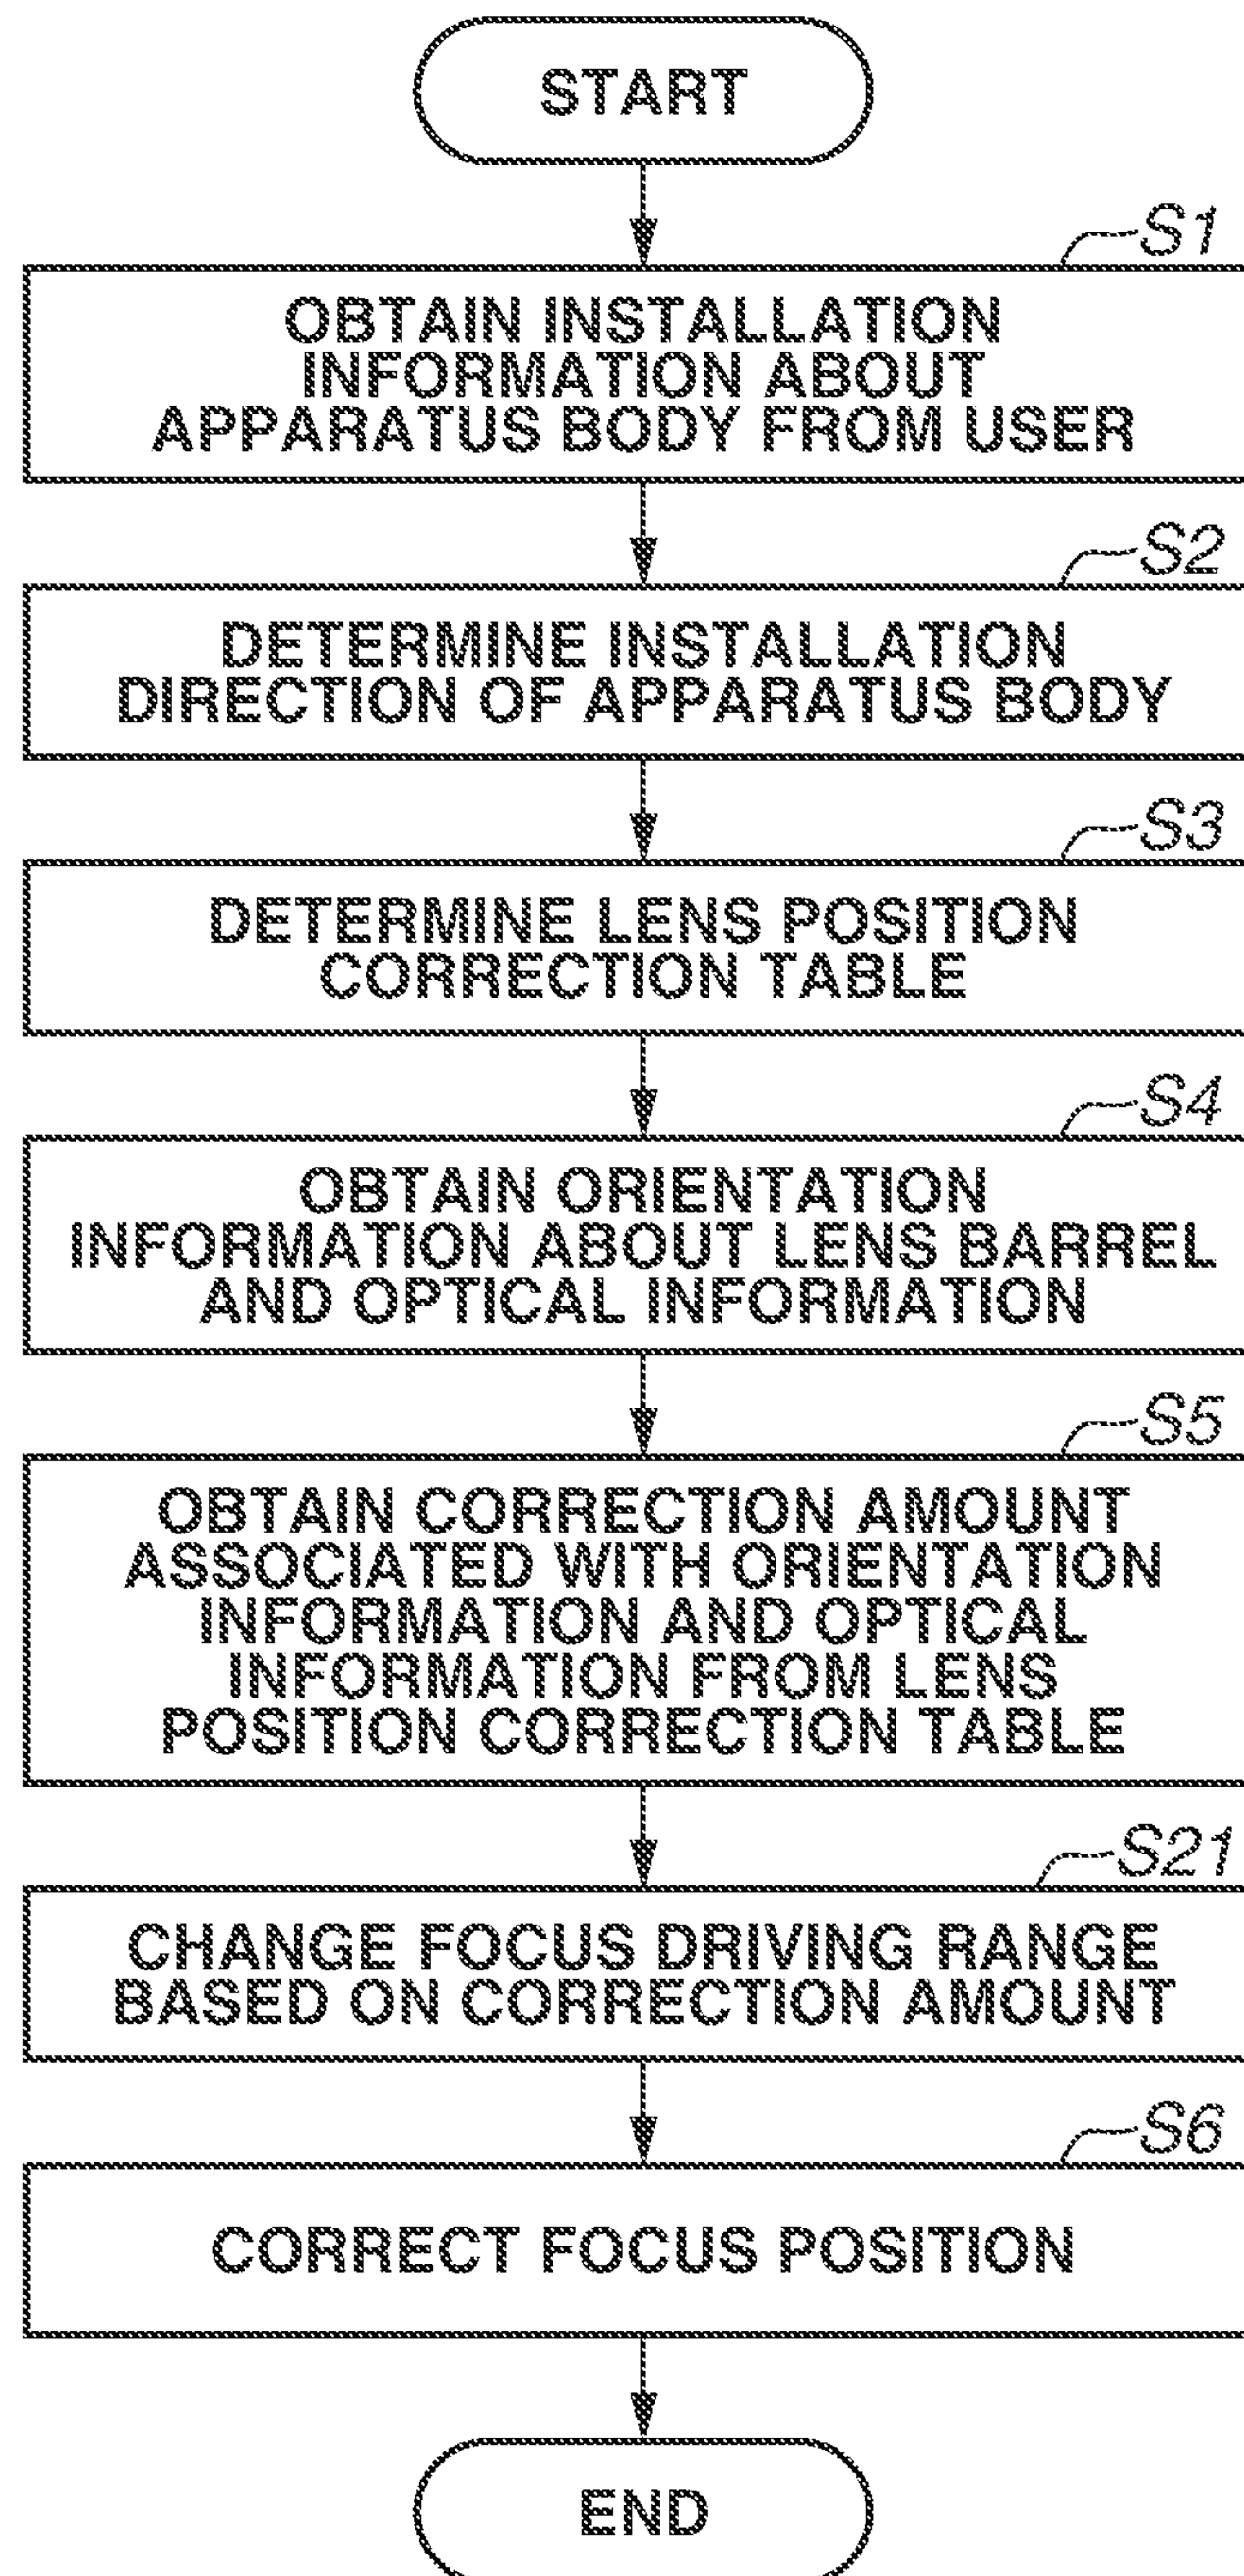 START
S1
OBTAIN INSTALLATION
INFORMATION ABOUT
APPARATUS BODY FROM USER
S2
DETERMINE INSTALLATION
DIRECTION OF APPARATUS BODY
S3
DETERMINE LENS POSITION
CORRECTION TABLE
S4
OBTAIN ORIENTATION
INFORMATION ABOUT LENS BARREL
AND OPTICAL INFORMATION
S5
OBTAIN CORRECTION AMOUNT
ASSOCIATED WITH ORIENTATION
INFORMATION AND OPTICAL
INFORMATION FROM LENS
POSITION CORRECTION TABLE
S21
CHANGE FOCUS DRIVING RANGE
BASED ON CORRECTION AMOUNT
S6
CORRECT FOCUS POSITION
END